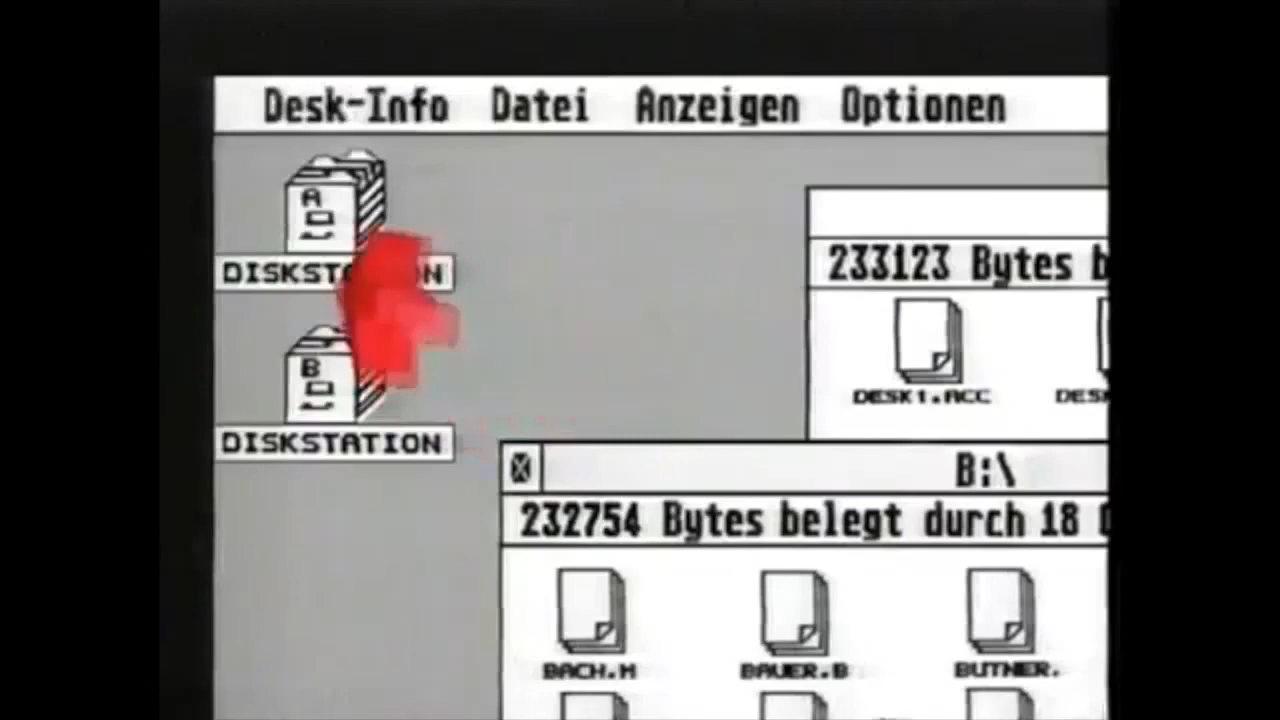 Desk-Info Datei Anzeigen Optionen
A
DISKSTATION
233123 Bytes
DESK1.ACC
B
DISKSTATION
B:\
232754 Bytes belegt durch 18
BACH.M BAUER.B BUTNER.